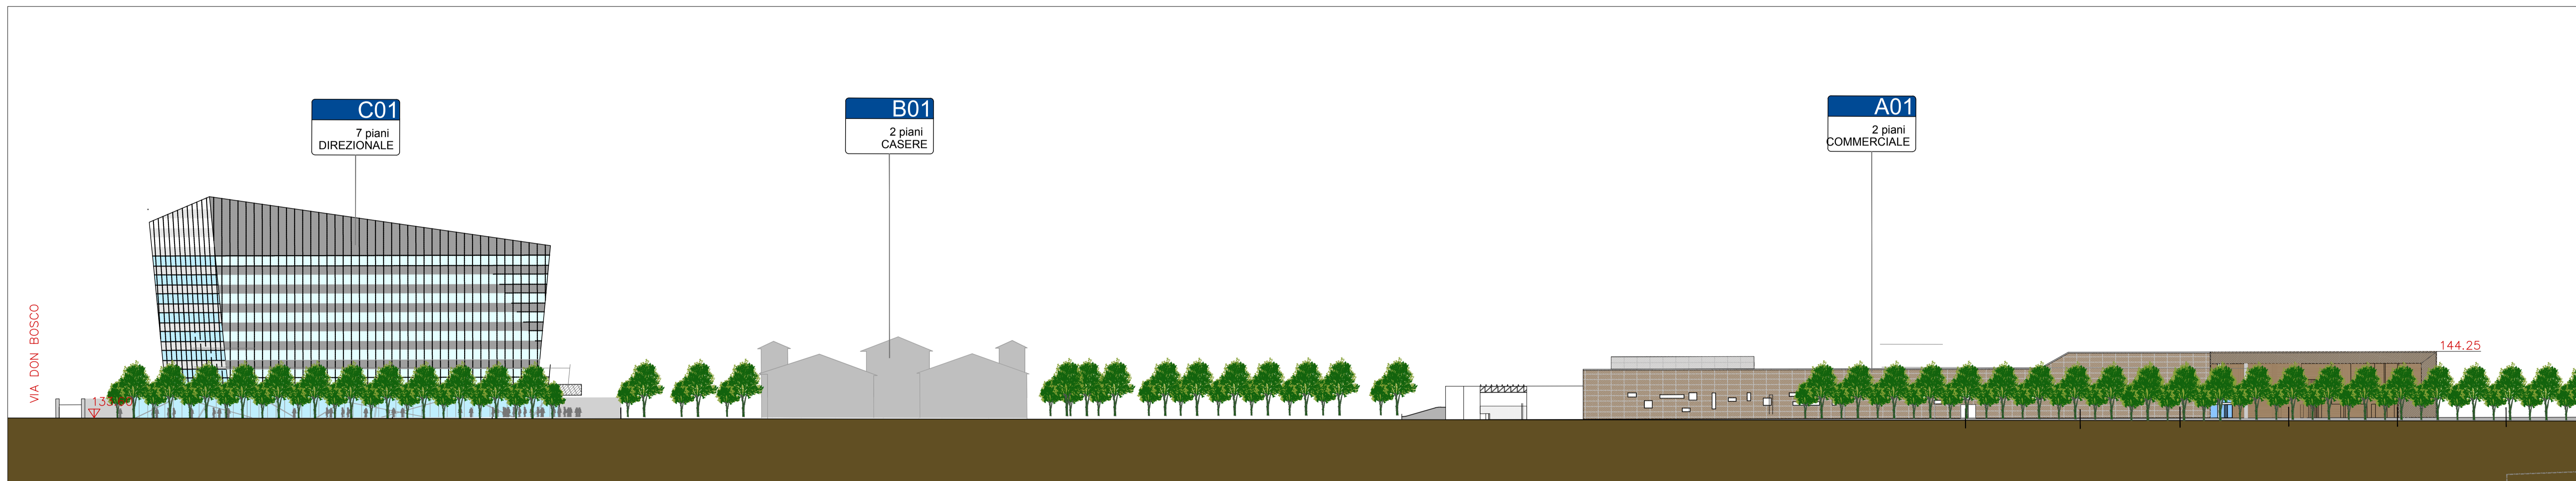 C01
7 piani
DIREZIONALE
B01
2 piani
CASERE
A01
2 piani
COMMERCIALE
VIA DON BOSCO
144.25